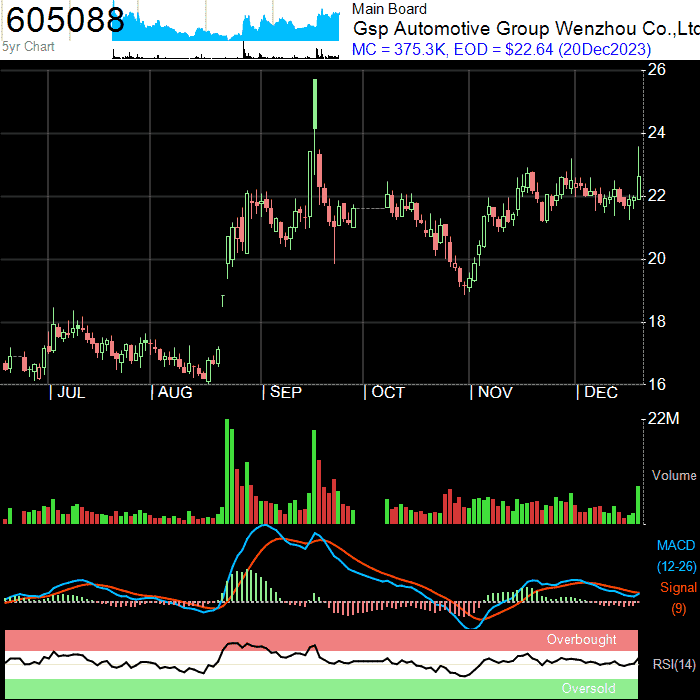 605088
5yr Chart
Main Board
Gsp Automotive Group Wenzhou Co.,Ltd
MC = 375.3K, EOD = $22.64 (20Dec2023)
26
24
22
20
18
16
JUL
AUG
SEP
OCT
NOV
DEC
22M
Volume
MACD
(12-26)
Signal
(9)
Overbought
RSI(14)
Oversold